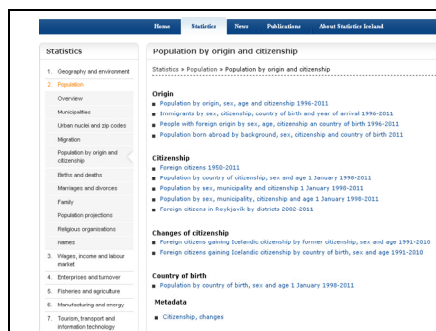 Home Statistics News Publications About Statistics Iceland
Statistics
1. Geography and environment
2. Population
Overview
Municipalities
Urban nuclei and zip codes
Migration
Population by origin and
citizenship
Births and deaths
Marriages and divorces
Family
Population projections
Religious organisations
Names
3. Wages, income and labour
market
4. Enterprises and turnover
5. Fisheries and agriculture
6. Manufacturing and energy
7. Tourism, transport and
information technology
Population by origin and citizenship
Statistics » Population » Population by origin and citizenship
Origin
Population by origin, sex, age and citizenship 1996-2011
Immigrants by sex, citizenship, country of birth and year of arrival 1996-2011
People with foreign origin by sex, age, citizenship an country of birth 1996-2011
Population born abroad by background, sex, citizenship and country of birth 2011
Citizenship
Foreign citizens 1950-2011
Population by country of citizenship, sex and age 1 January 1998-2011
Population by sex, municipality and citizenship 1 January 1998-2011
Population by sex, municipality, citizenship and age 1 January 1998-2011
Foreign citizens in Reykjavík by districts 2002-2011
Changes of citizenship
Foreign citizens gaining Icelandic citizenship by former citizenship, sex and age 1991-2010
Foreign citizens gaining Icelandic citizenship by country of birth, sex and age 1991-2010
Country of birth
Population by country of birth, sex and age 1 January 1998-2011
Metadata
Citizenship, changes